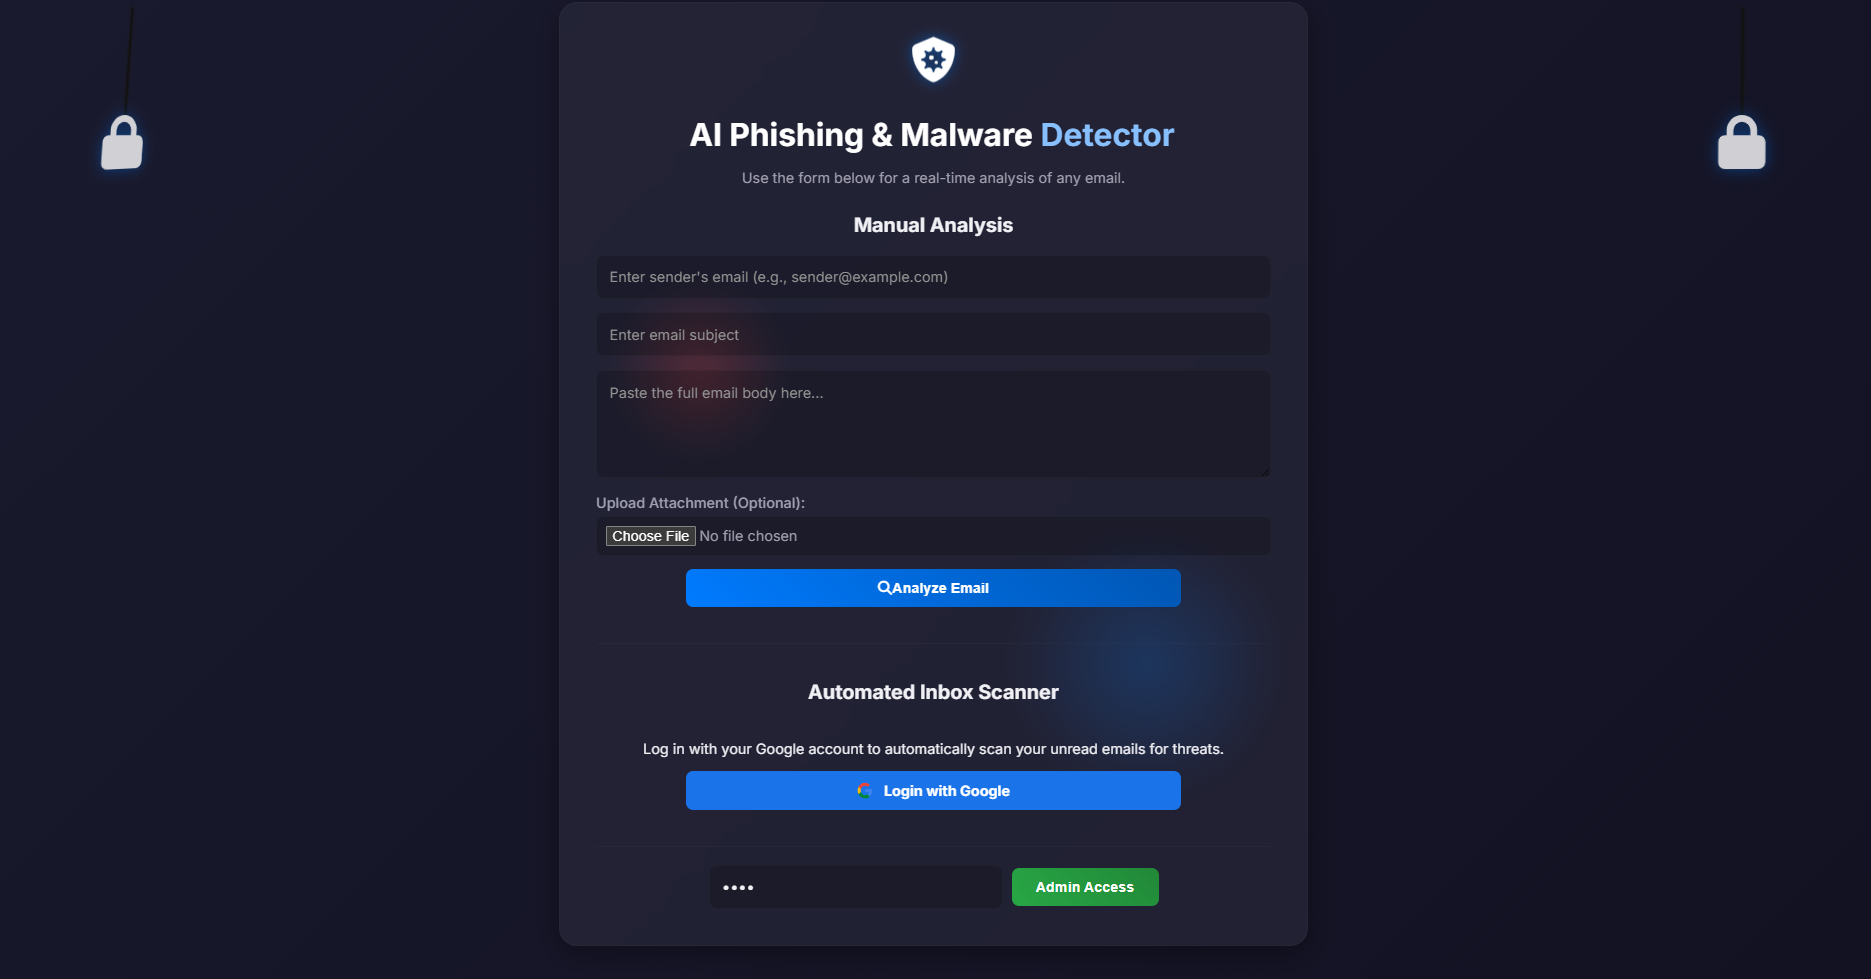 AI Phishing & Malware Detector
Use the form below for a real-time analysis of any email.
Manual Analysis
Enter sender's email (e.g., sender@example.com)
Enter email subject
Paste the full email body here...
Upload Attachment (Optional):
Choose File No file chosen
Analyze Email
Automated Inbox Scanner
Log in with your Google account to automatically scan your unread emails for threats.
Login with Google
•••• Admin Access